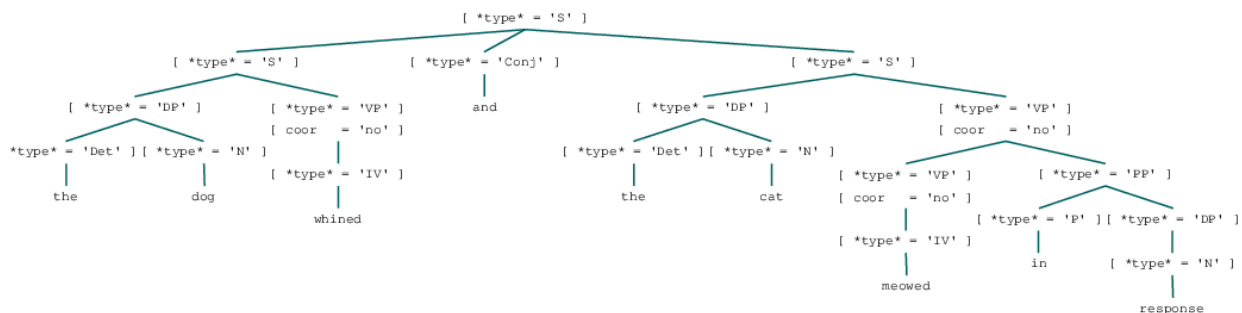 [ *type* = 'S' ]
[ *type* = 'S' ] [ *type* = 'Conj' ] [ *type* = 'S' ]
[ *type* = 'DP' ] [ *type* = 'VP' ] and [ *type* = 'DP' ] [ *type* = 'VP' ]
[ coor = 'no' ] [ coor = 'no' ]
*type* = 'Det' ] [ *type* = 'N' ] [ *type* = 'Det' ] [ *type* = 'N' ]
[ *type* = 'IV' ] [ *type* = 'VP' ] [ *type* = 'PP' ]
the dog the cat [ coor = 'no' ]
whined [ *type* = 'P' ] [ *type* = 'DP' ]
[ *type* = 'IV' ]
in [ *type* = 'N' ]
meowed
response